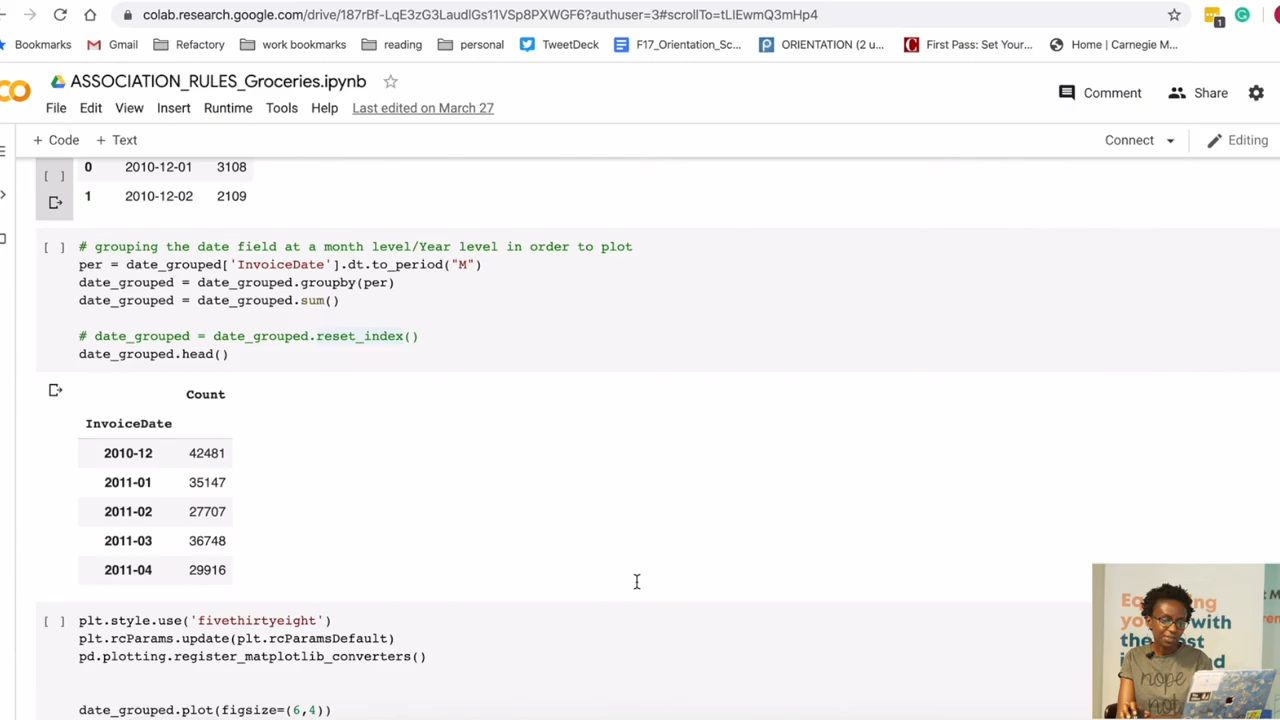 colab.research.google.com/drive/187rBf-LqE3zG3LaudlGs11VSp8PXWGF6?authuser=3#scrollTo=tLlEwmQ3mHp4
Bookmarks Gmail Refactory work bookmarks reading personal TweetDeck F17_Orientation_Sc... ORIENTATION (2 u... First Pass: Set Your... Home | Carnegie M...
ASSOCIATION_RULES_Groceries.ipynb
Comment Share
File Edit View Insert Runtime Tools Help Last edited on March 27
+ Code + Text Connect Editing
[ ] 0 2010-12-01 3108
1 2010-12-02 2109
[ ] # grouping the date field at a month level/Year level in order to plot
per = date_grouped['InvoiceDate'].dt.to_period("M")
date_grouped = date_grouped.groupby(per)
date_grouped = date_grouped.sum()
# date_grouped = date_grouped.reset_index()
date_grouped.head()
Count
InvoiceDate
2010-12 42481
2011-01 35147
2011-02 27707
2011-03 36748
2011-04 29916
[ ] plt.style.use('fivethirtyeight')
plt.rcParams.update(plt.rcParamsDefault)
pd.plotting.register_matplotlib_converters()
date_grouped.plot(figsize=(6,4))
with
nope
not